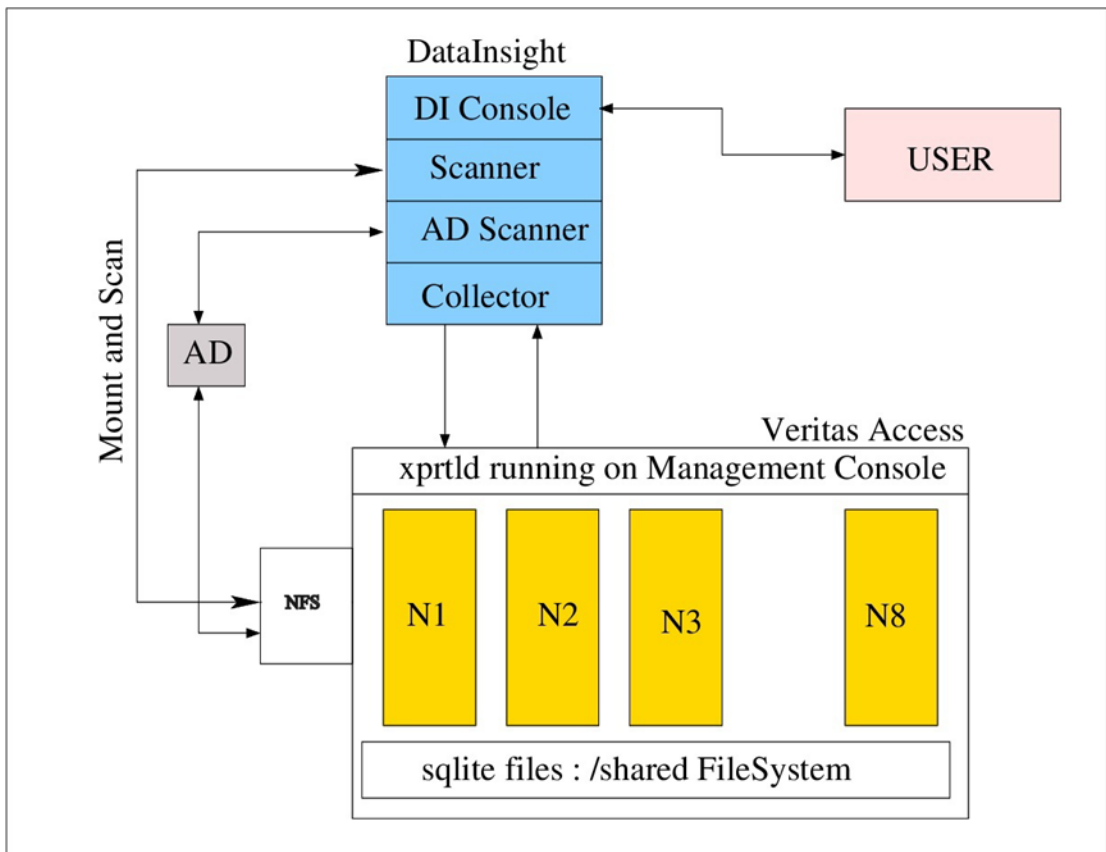 DataInsight
DI Console
USER
Scanner
AD Scanner
Collector
Mount and Scan
AD
Veritas Access
xprtld running on Management Console
NFS
N1
N2
N3
N8
sqlite files : /shared FileSystem